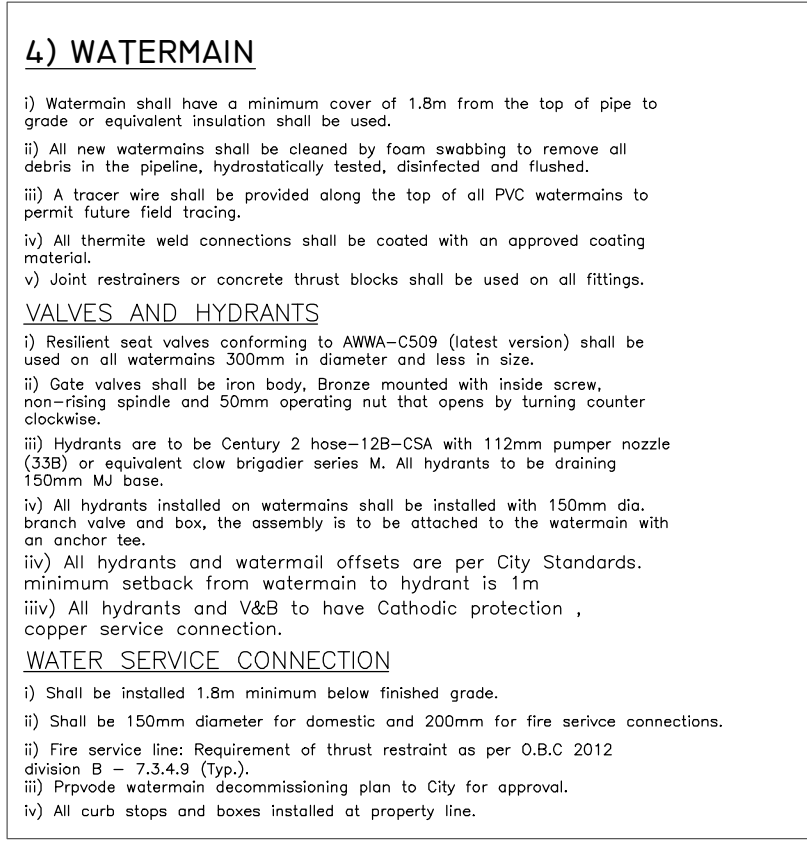 4) WATERMAIN
i) Watermain shall have a minimum cover of 1.8m from the top of pipe to
grade or equivalent insulation shall be used.
ii) All new watermains shall be cleaned by foam swabbing to remove all
debris in the pipeline, hydrostatically tested, disinfected and flushed.
iii) A tracer wire shall be provided along the top of all PVC watermains to
permit future field tracing.
iv) All thermite weld connections shall be coated with an approved coating
material.
v) Joint restrainers or concrete thrust blocks shall be used on all fittings.
VALVES AND HYDRANTS
i) Resilient seat valves conforming to AWWA-C509 (latest version) shall be
used on all watermains 300mm in diameter and less in size.
ii) Gate valves shall be iron body, Bronze mounted with inside screw,
non-rising spindle and 50mm operating nut that opens by turning counter
clockwise.
iii) Hydrants are to be Century 2 hose-12B-CSA with 112mm pumper nozzle
(33B) or equivalent clow brigadier series M. All hydrants to be draining
150mm MJ base.
iv) All hydrants installed on watermains shall be installed with 150mm dia.
branch valve and box, the assembly is to be attached to the watermain with
an anchor tee.
iiv) All hydrants and watermail offsets are per City Standards.
minimum setback from watermain to hydrant is 1m
iiiv) All hydrants and V&B to have Cathodic protection ,
copper service connection.
WATER SERVICE CONNECTION
i) Shall be installed 1.8m minimum below finished grade.
ii) Shall be 150mm diameter for domestic and 200mm for fire serivce connections.
ii) Fire service line: Requirement of thrust restraint as per O.B.C 2012
division B - 7.3.4.9 (Typ.).
iii) Prpvode watermain decommissioning plan to City for approval.
iv) All curb stops and boxes installed at property line.